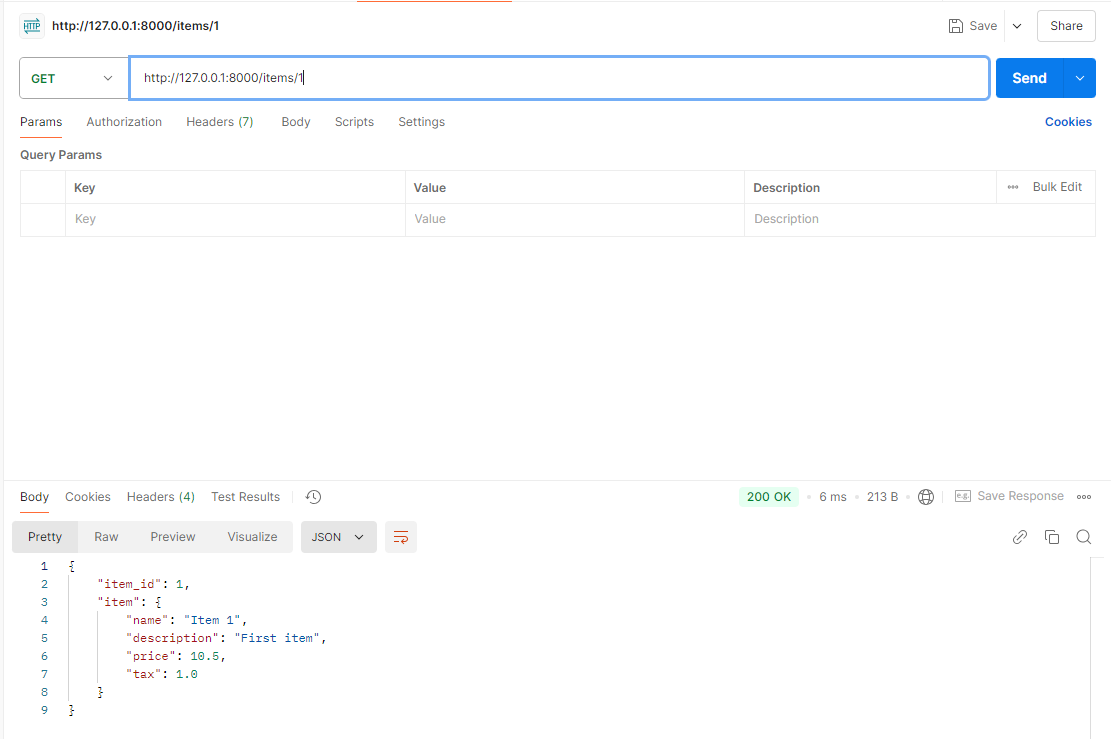 HTTP http://127.0.0.1:8000/items/1 Save Share
GET http://127.0.0.1:8000/items/1 Send
Params Authorization Headers (7) Body Scripts Settings Cookies
Query Params
Key Value Description ••• Bulk Edit
Key Value Description
Body Cookies Headers (4) Test Results 200 OK • 6 ms • 213 B • e.g. Save Response •••
Pretty Raw Preview Visualize JSON
1 {
2 "item_id": 1,
3 "item": {
4 "name": "Item 1",
5 "description": "First item",
6 "price": 10.5,
7 "tax": 1.0
8 }
9 }